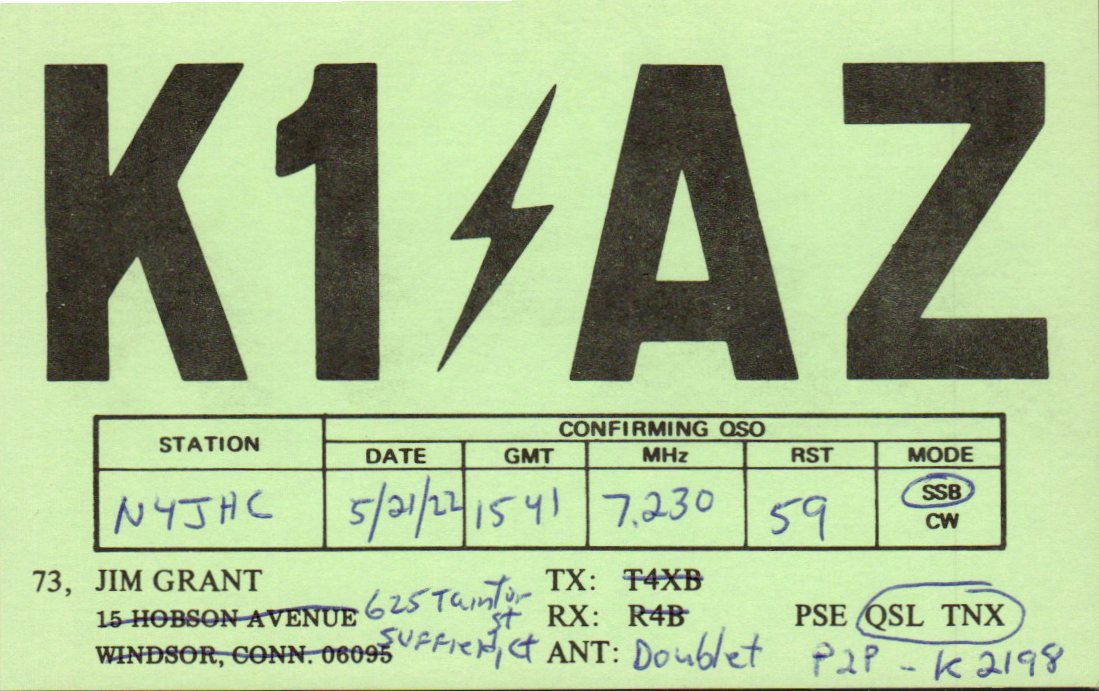 K1AZ
STATION CONFIRMING QSO
DATE GMT MHz RST MODE
N4JHC 5/21/22 1541 7.230 59 SSB
CW
73, JIM GRANT TX: T4XB
15 HOBSON AVENUE 625 Taintor St RX: R4B PSE QSL TNX
WINDSOR, CONN. 06095 SUFFIELD, CT ANT: Doublet P2P - K 2198